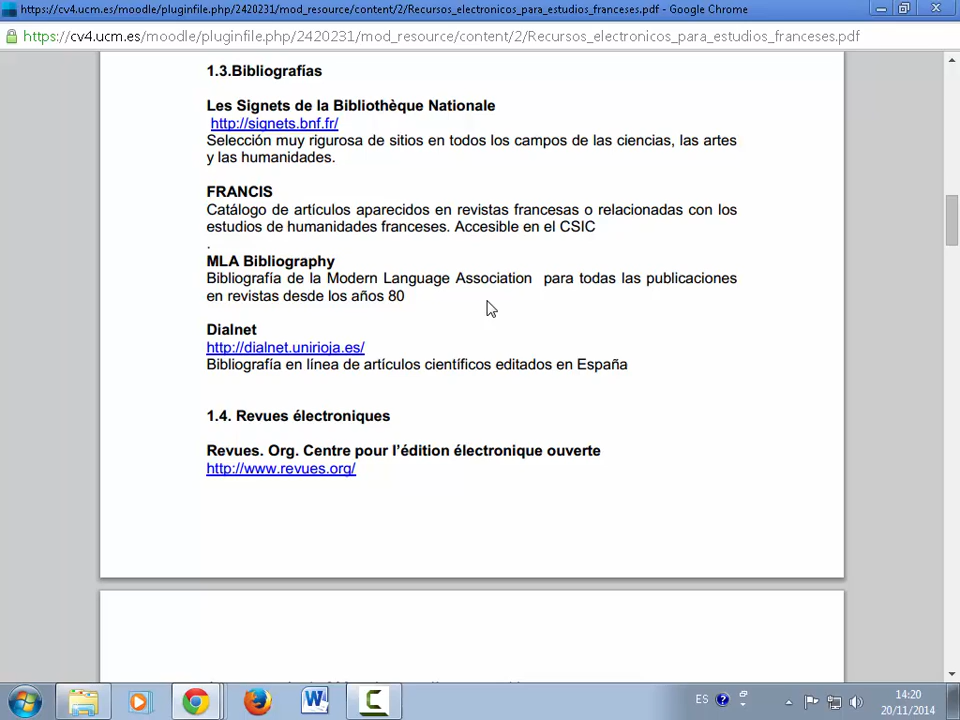 https://cv4.ucm.es/moodle/pluginfile.php/2420231/mod_resource/content/2/Recursos_electronicos_para_estudios_franceses.pdf - Google Chrome
https://cv4.ucm.es/moodle/pluginfile.php/2420231/mod_resource/content/2/Recursos_electronicos_para_estudios_franceses.pdf
1.3.Bibliografías
Les Signets de la Bibliothèque Nationale
http://signets.bnf.fr/
Selección muy rigurosa de sitios en todos los campos de las ciencias, las artes
y las humanidades.
FRANCIS
Catálogo de artículos aparecidos en revistas francesas o relacionadas con los
estudios de humanidades franceses. Accesible en el CSIC
.
MLA Bibliography
Bibliografía de la Modern Language Association para todas las publicaciones
en revistas desde los años 80
Dialnet
http://dialnet.unirioja.es/
Bibliografía en línea de artículos científicos editados en España
1.4. Revues électroniques
Revues. Org. Centre pour l'édition électronique ouverte
http://www.revues.org/
ES
14:20
20/11/2014